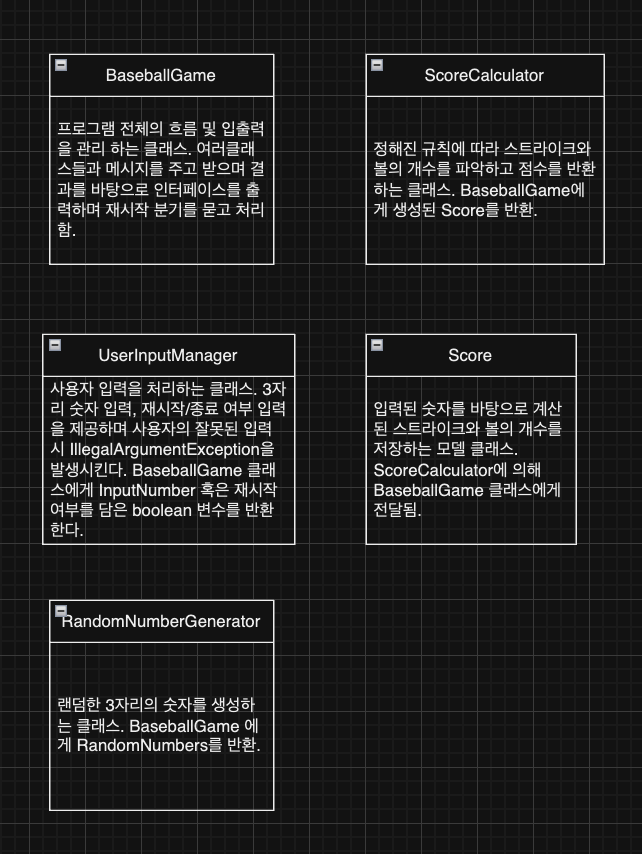 BaseballGame
프로그램 전체의 흐름 및 입출력
을 관리 하는 클래스. 여러클래
스들과 메시지를 주고 받으며 결
과를 바탕으로 인터페이스를 출
력하며 재시작 분기를 묻고 처리
함.
ScoreCalculator
정해진 규칙에 따라 스트라이크와
볼의 개수를 파악하고 점수를 반환
하는 클래스. BaseballGame에
게 생성된 Score를 반환.
UserInputManager
사용자 입력을 처리하는 클래스. 3자
리 숫자 입력, 재시작/종료 여부 입력
을 제공하며 사용자의 잘못된 입력
시 IllegalArgumentException을
발생시킨다. BaseballGame 클래
스에게 InputNumber 혹은 재시작
여부를 담은 boolean 변수를 반환
한다.
Score
입력된 숫자를 바탕으로 계산
된 스트라이크와 볼의 개수를
저장하는 모델 클래스.
ScoreCalculator에 의해
BaseballGame 클래스에게
전달됨.
RandomNumberGenerator
랜덤한 3자리의 숫자를 생성하
는 클래스. BaseballGame 에
게 RandomNumbers를 반환.